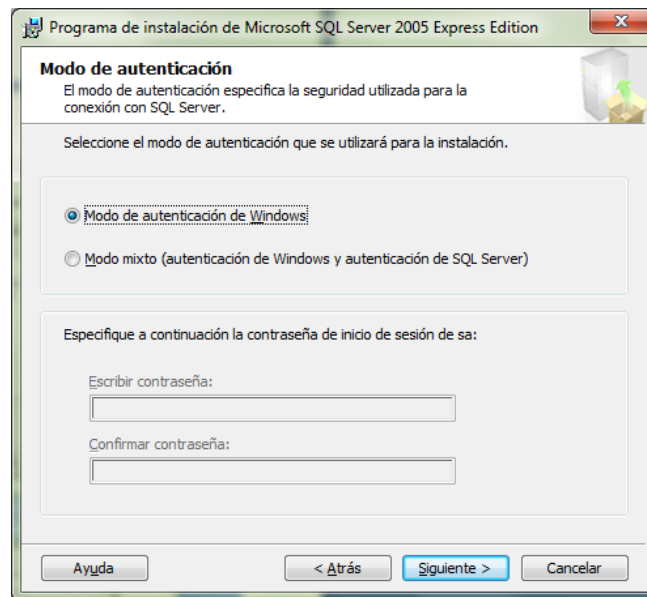 Programa de instalación de Microsoft SQL Server 2005 Express Edition
Modo de autenticación
El modo de autenticación especifica la seguridad utilizada para la
conexión con SQL Server.
Seleccione el modo de autenticación que se utilizará para la instalación.
Modo de autenticación de Windows
Modo mixto (autenticación de Windows y autenticación de SQL Server)
Especifique a continuación la contraseña de inicio de sesión de sa:
Escribir contraseña:
Confirmar contraseña:
Ayuda
< Atrás
Siguiente >
Cancelar